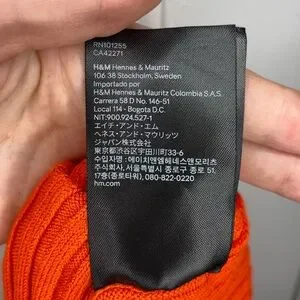 RN101255
CA42271
H&M Hennes & Mauritz
106 38 Stockholm, Sweden
Importado por
H&M Hennes & Mauritz Colombia S.A.S.
Carrera 58 D No. 146-51
Local 114 - Bogota D.C.
NIT:900.924.527-1
エイチ・アンド・エム
ヘネス・アンド・マウリッツ
ジャパン株式会社
東京都渋谷区宇田川町33-6
수입자명 : 에이치앤엠헤네스앤모리츠
주식회사, 서울특별시 종로구 종로 51,
17층 (종로타워), 080-822-0220
hm.com